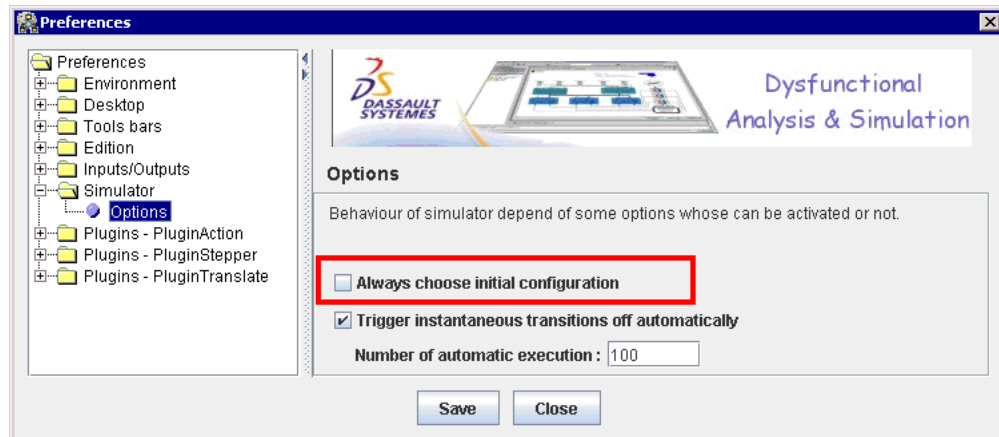 Preferences
Preferences
Environment
Desktop
Tools bars
Edition
Inputs/Outputs
Simulator
Options
Plugins - PluginAction
Plugins - PluginStepper
Plugins - PluginTranslate
DASSAULT
SYSTEMES
Dysfunctional
Analysis & Simulation
Options
Behaviour of simulator depend of some options whose can be activated or not.
Always choose initial configuration
Trigger instantaneous transitions off automatically
Number of automatic execution : 100
Save Close